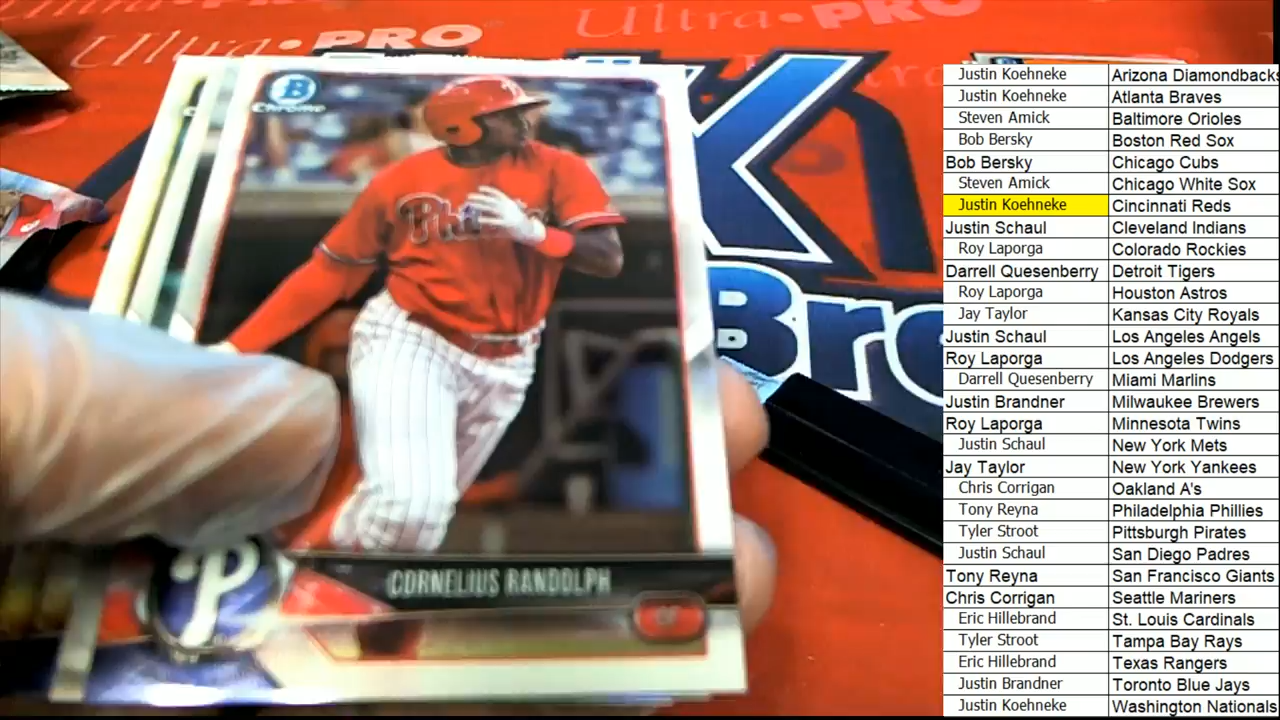 Ultra•PRO
Ultra•PRO
B
Chrome
K
Bro
Phi
CORNELIUS RANDOLPH
P
OF
Justin Koehneke Arizona Diamondbacks
Justin Koehneke Atlanta Braves
Steven Amick Baltimore Orioles
Bob Bersky Boston Red Sox
Bob Bersky Chicago Cubs
Steven Amick Chicago White Sox
Justin Koehneke Cincinnati Reds
Justin Schaul Cleveland Indians
Roy Laporga Colorado Rockies
Darrell Quesenberry Detroit Tigers
Roy Laporga Houston Astros
Jay Taylor Kansas City Royals
Justin Schaul Los Angeles Angels
Roy Laporga Los Angeles Dodgers
Darrell Quesenberry Miami Marlins
Justin Brandner Milwaukee Brewers
Roy Laporga Minnesota Twins
Justin Schaul New York Mets
Jay Taylor New York Yankees
Chris Corrigan Oakland A's
Tony Reyna Philadelphia Phillies
Tyler Stroot Pittsburgh Pirates
Justin Schaul San Diego Padres
Tony Reyna San Francisco Giants
Chris Corrigan Seattle Mariners
Eric Hillebrand St. Louis Cardinals
Tyler Stroot Tampa Bay Rays
Eric Hillebrand Texas Rangers
Justin Brandner Toronto Blue Jays
Justin Koehneke Washington Nationals